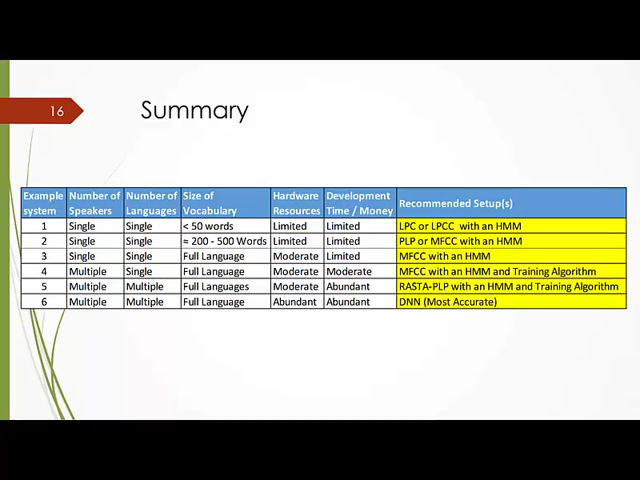 16
Summary
Example system | Number of Speakers | Number of Languages | Size of Vocabulary | Hardware Resources | Development Time / Money | Recommended Setup(s)
1 | Single | Single | < 50 words | Limited | Limited | LPC or LPCC with an HMM
2 | Single | Single | ≈ 200 - 500 Words | Limited | Limited | PLP or MFCC with an HMM
3 | Single | Single | Full Language | Moderate | Limited | MFCC with an HMM
4 | Multiple | Single | Full Language | Moderate | Moderate | MFCC with an HMM and Training Algorithm
5 | Multiple | Multiple | Full Languages | Moderate | Abundant | RASTA-PLP with an HMM and Training Algorithm
6 | Multiple | Multiple | Full Language | Abundant | Abundant | DNN (Most Accurate)